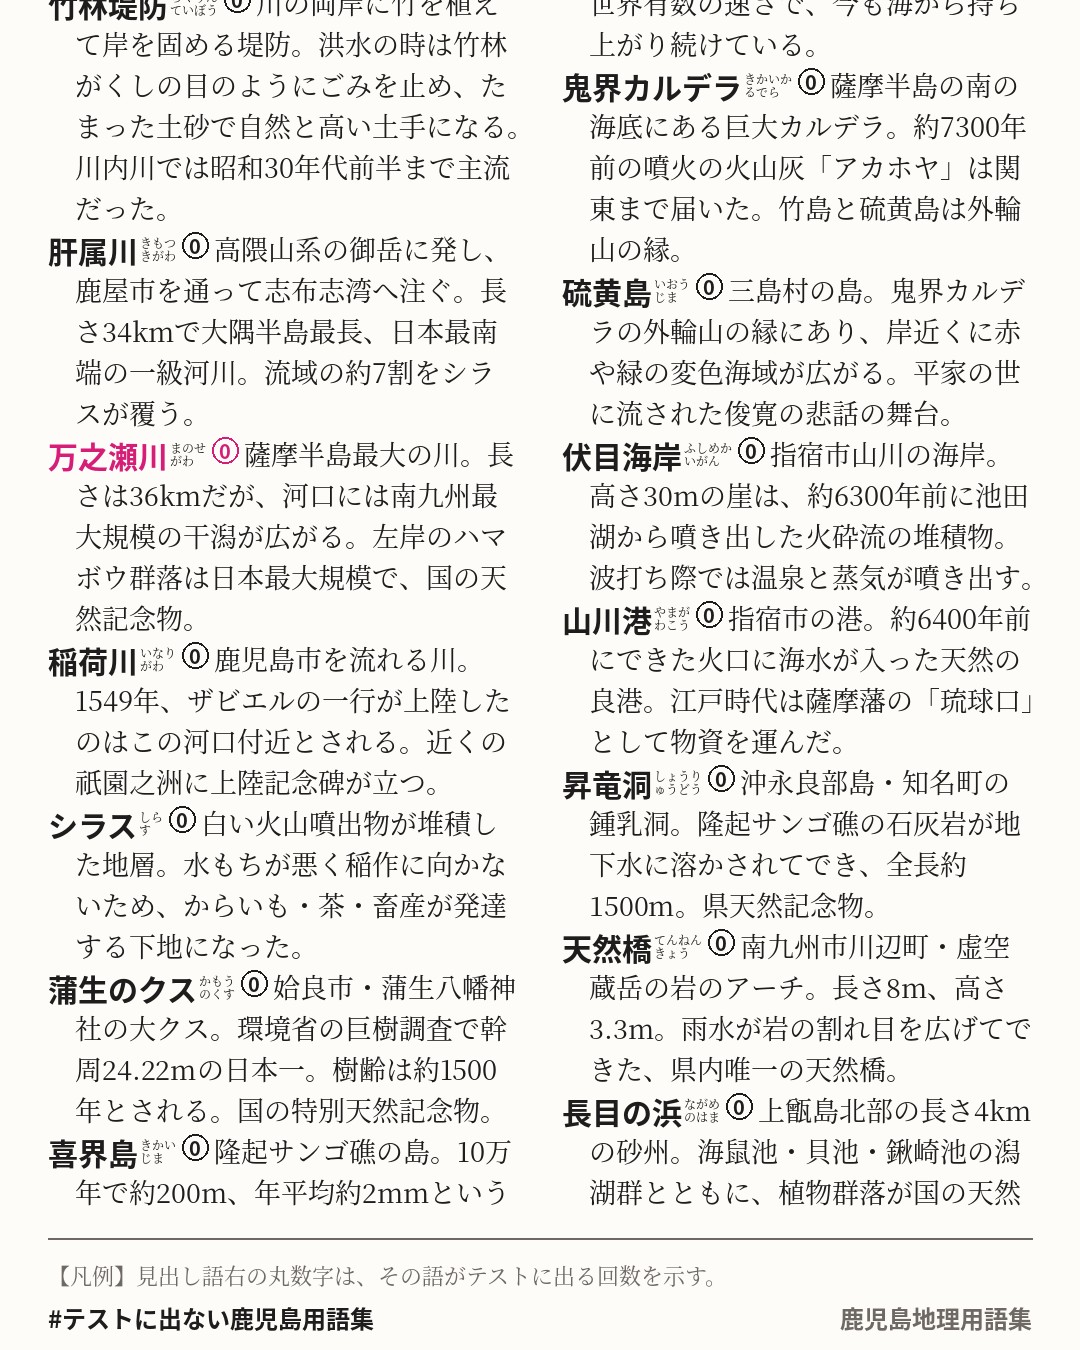 竹林堤防 ⓪ 川の両岸に竹を植え
て岸を固める堤防。洪水の時は竹林
がくしの目のようにごみを止め、た
まった土砂で自然と高い土手になる。
川内川では昭和30年代前半まで主流
だった。
肝属川 きもつきがわ ⓪ 高隈山系の御岳に発し、
鹿屋市を通って志布志湾へ注ぐ。長
さ34kmで大隅半島最長、日本最南
端の一級河川。流域の約7割をシラ
スが覆う。
万之瀬川 まのせがわ ⓪ 薩摩半島最大の川。長
さは36kmだが、河口には南九州最
大規模の干潟が広がる。左岸のハマ
ボウ群落は日本最大規模で、国の天
然記念物。
稲荷川 いなりがわ ⓪ 鹿児島市を流れる川。
1549年、ザビエルの一行が上陸した
のはこの河口付近とされる。近くの
祇園之洲に上陸記念碑が立つ。
シラス しらす ⓪ 白い火山噴出物が堆積し
た地層。水もちが悪く稲作に向かな
いため、からいも・茶・畜産が発達
する下地になった。
蒲生のクス かもうのくす ⓪ 姶良市・蒲生八幡神
社の大クス。環境省の巨樹調査で幹
周24.22mの日本一。樹齢は約1500
年とされる。国の特別天然記念物。
喜界島 きかいじま ⓪ 隆起サンゴ礁の島。10万
年で約200m、年平均約2mmという
世界有数の速さで、今も海から持ち
上がり続けている。
鬼界カルデラ きかいかるでら ⓪ 薩摩半島の南の
海底にある巨大カルデラ。約7300年
前の噴火の火山灰「アカホヤ」は関
東まで届いた。竹島と硫黄島は外輪
山の縁。
硫黄島 いおうじま ⓪ 三島村の島。鬼界カルデ
ラの外輪山の縁にあり、岸近くに赤
や緑の変色海域が広がる。平家の世
に流された俊寛の悲話の舞台。
伏目海岸 ふしめかいがん ⓪ 指宿市山川の海岸。
高さ30mの崖は、約6300年前に池田
湖から噴き出した火砕流の堆積物。
波打ち際では温泉と蒸気が噴き出す。
山川港 やまがわこう ⓪ 指宿市の港。約6400年前
にできた火口に海水が入った天然の
良港。江戸時代は薩摩藩の「琉球口」
として物資を運んだ。
昇竜洞 しょうりゅうどう ⓪ 沖永良部島・知名町の
鍾乳洞。隆起サンゴ礁の石灰岩が地
下水に溶かされてでき、全長約
1500m。県天然記念物。
天然橋 てんねんきょう ⓪ 南九州市川辺町・虚空
蔵岳の岩のアーチ。長さ8m、高さ
3.3m。雨水が岩の割れ目を広げてで
きた、県内唯一の天然橋。
長目の浜 ながめのはま ⓪ 上甑島北部の長さ4km
の砂州。海鼠池・貝池・鍬崎池の潟
湖群とともに、植物群落が国の天然
【凡例】見出し語右の丸数字は、その語がテストに出る回数を示す。
#テストに出ない鹿児島用語集
鹿児島地理用語集